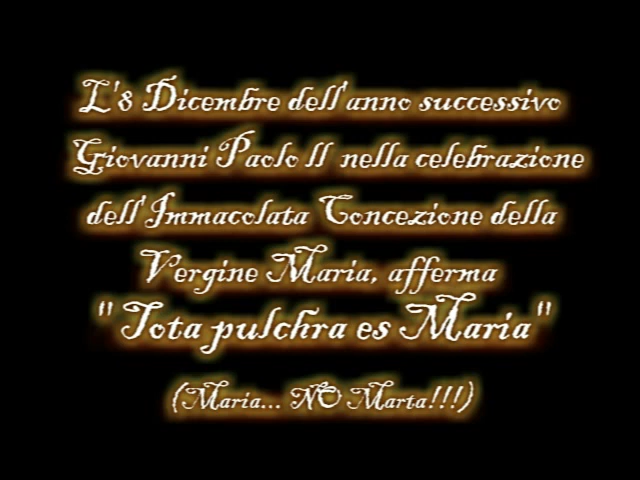 L'8 Dicembre dell'anno successivo
Giovanni Paolo II nella celebrazione
dell'Immacolata Concezione della
Vergine Maria, afferma
"Tota pulchra es Maria"
(Maria... NO Marta!!!)